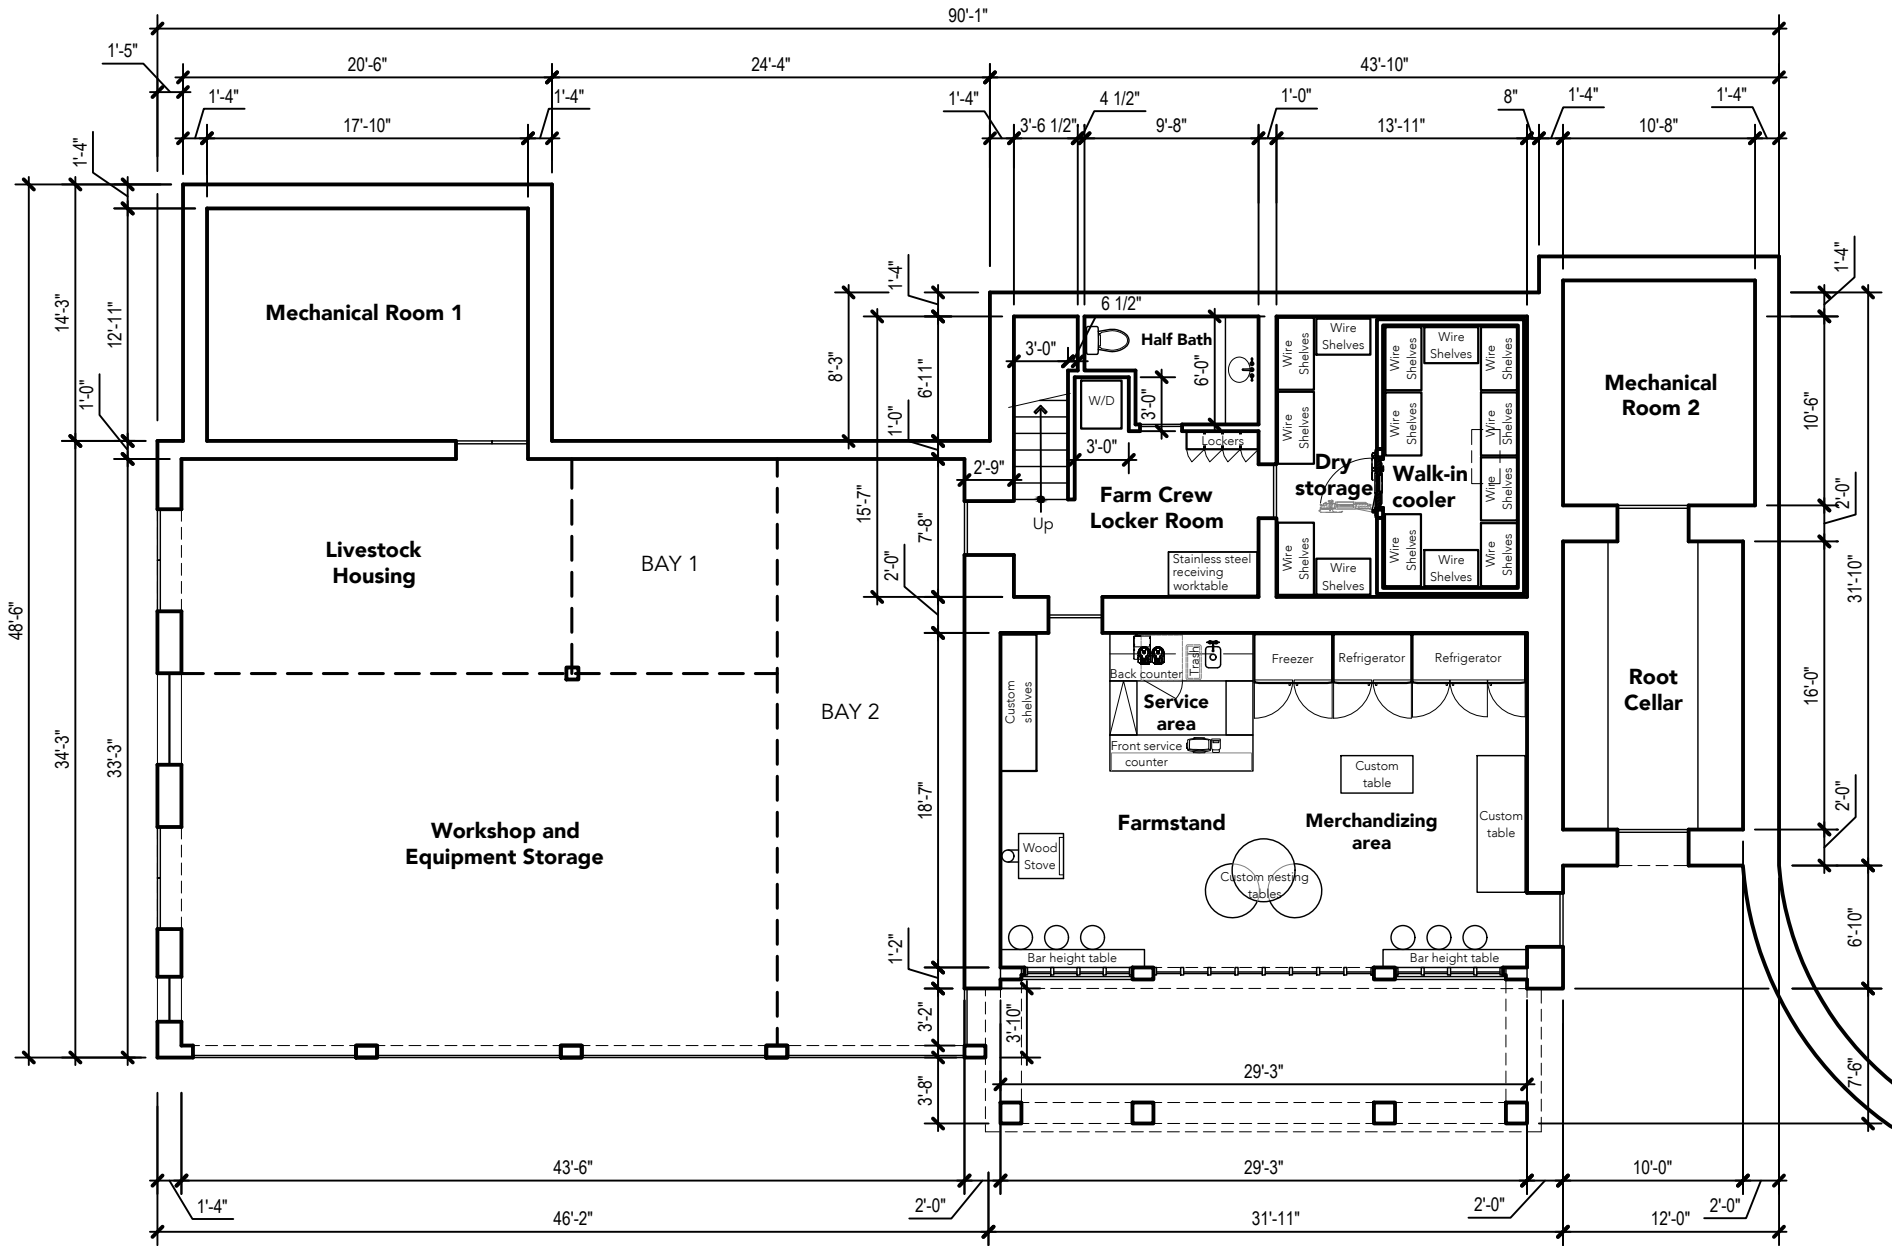 90'-1"
1'-5"
20'-6"
24'-4"
43'-10"
1'-4"
1'-4"
1'-4"
4 1/2"
1'-0"
8"
1'-4"
1'-4"
17'-10"
3'-6 1/2"
9'-8"
13'-11"
10'-8"
1'-4"
48'-6"
14'-3"
12'-11"
1'-0"
34'-3"
33'-3"
Mechanical Room 1
1'-4"
8'-3"
6'-11"
1'-0"
15'-7"
7'-8"
2'-0"
18'-7"
1'-2"
3'-2"
3'-8"
3'-10"
6 1/2"
3'-0"
Half Bath
6'-0"
W/D
3'-0"
3'-0"
Lockers
2'-9"
Up
Farm Crew
Locker Room
Stainless steel
receiving
worktable
Wire
Shelves
Wire
Shelves
Wire
Shelves
Wire
Shelves
Wire
Shelves
Dry
storage
Wire
Shelves
Wire
Shelves
Wire
Shelves
Wire
Shelves
Wire
Shelves
Wire
Shelves
Wire
Shelves
Wire
Shelves
Wire
Shelves
Walk-in
cooler
Mechanical
Room 2
1'-4"
10'-6"
2'-0"
31'-10"
16'-0"
2'-0"
6'-10"
7'-6"
Livestock
Housing
BAY 1
BAY 2
Workshop and
Equipment Storage
Custom
shelves
Back counter
Trash
Service
area
Front service
counter
Freezer
Refrigerator
Refrigerator
Custom
table
Custom
table
Farmstand
Merchandizing
area
Wood
Stove
Custom nesting
tables
Bar height table
Bar height table
Root
Cellar
29'-3"
43'-6"
29'-3"
10'-0"
1'-4"
2'-0"
2'-0"
2'-0"
46'-2"
31'-11"
12'-0"